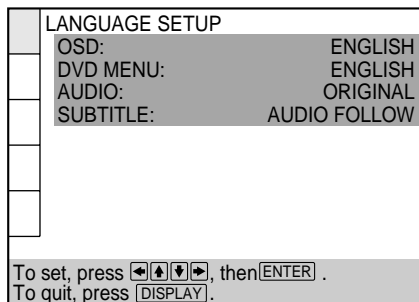 LANGUAGE SETUP
OSD: ENGLISH
DVD MENU: ENGLISH
AUDIO: ORIGINAL
SUBTITLE: AUDIO FOLLOW
To set, press ←↑↓→, then ENTER .
To quit, press DISPLAY.